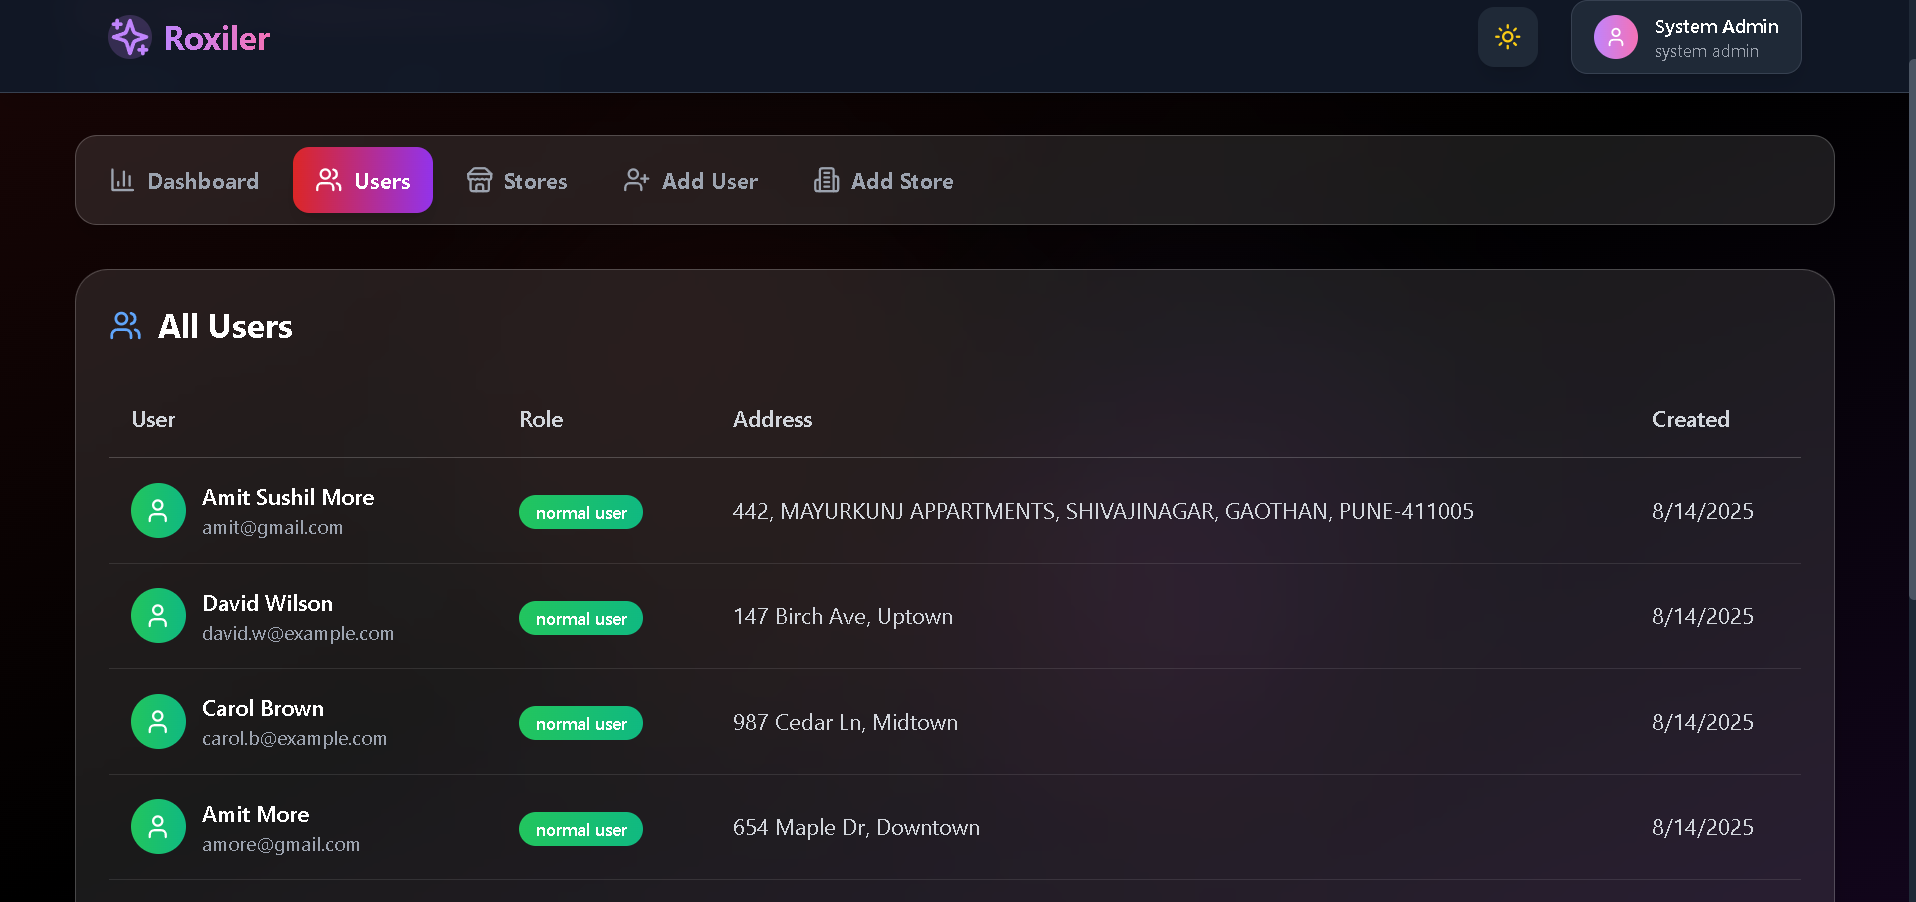 Roxiler
System Admin
system admin
Dashboard
Users
Stores
Add User
Add Store
All Users
User Role Address Created
Amit Sushil More
amit@gmail.com
normal user
442, MAYURKUNJ APPARTMENTS, SHIVAJINAGAR, GAOTHAN, PUNE-411005
8/14/2025
David Wilson
david.w@example.com
normal user
147 Birch Ave, Uptown
8/14/2025
Carol Brown
carol.b@example.com
normal user
987 Cedar Ln, Midtown
8/14/2025
Amit More
amore@gmail.com
normal user
654 Maple Dr, Downtown
8/14/2025